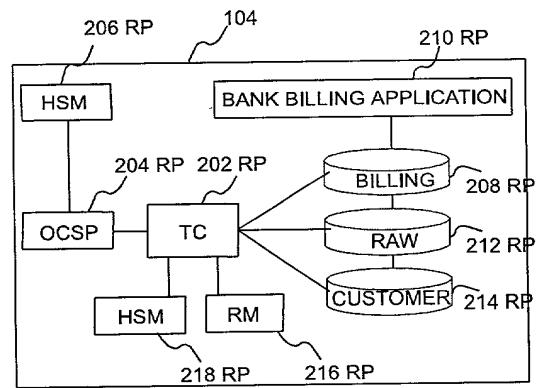 206 RP
104
210 RP
HSM
BANK BILLING APPLICATION
204 RP
202 RP
BILLING
208 RP
OCSP
TC
RAW
212 RP
CUSTOMER
214 RP
HSM
RM
218 RP
216 RP